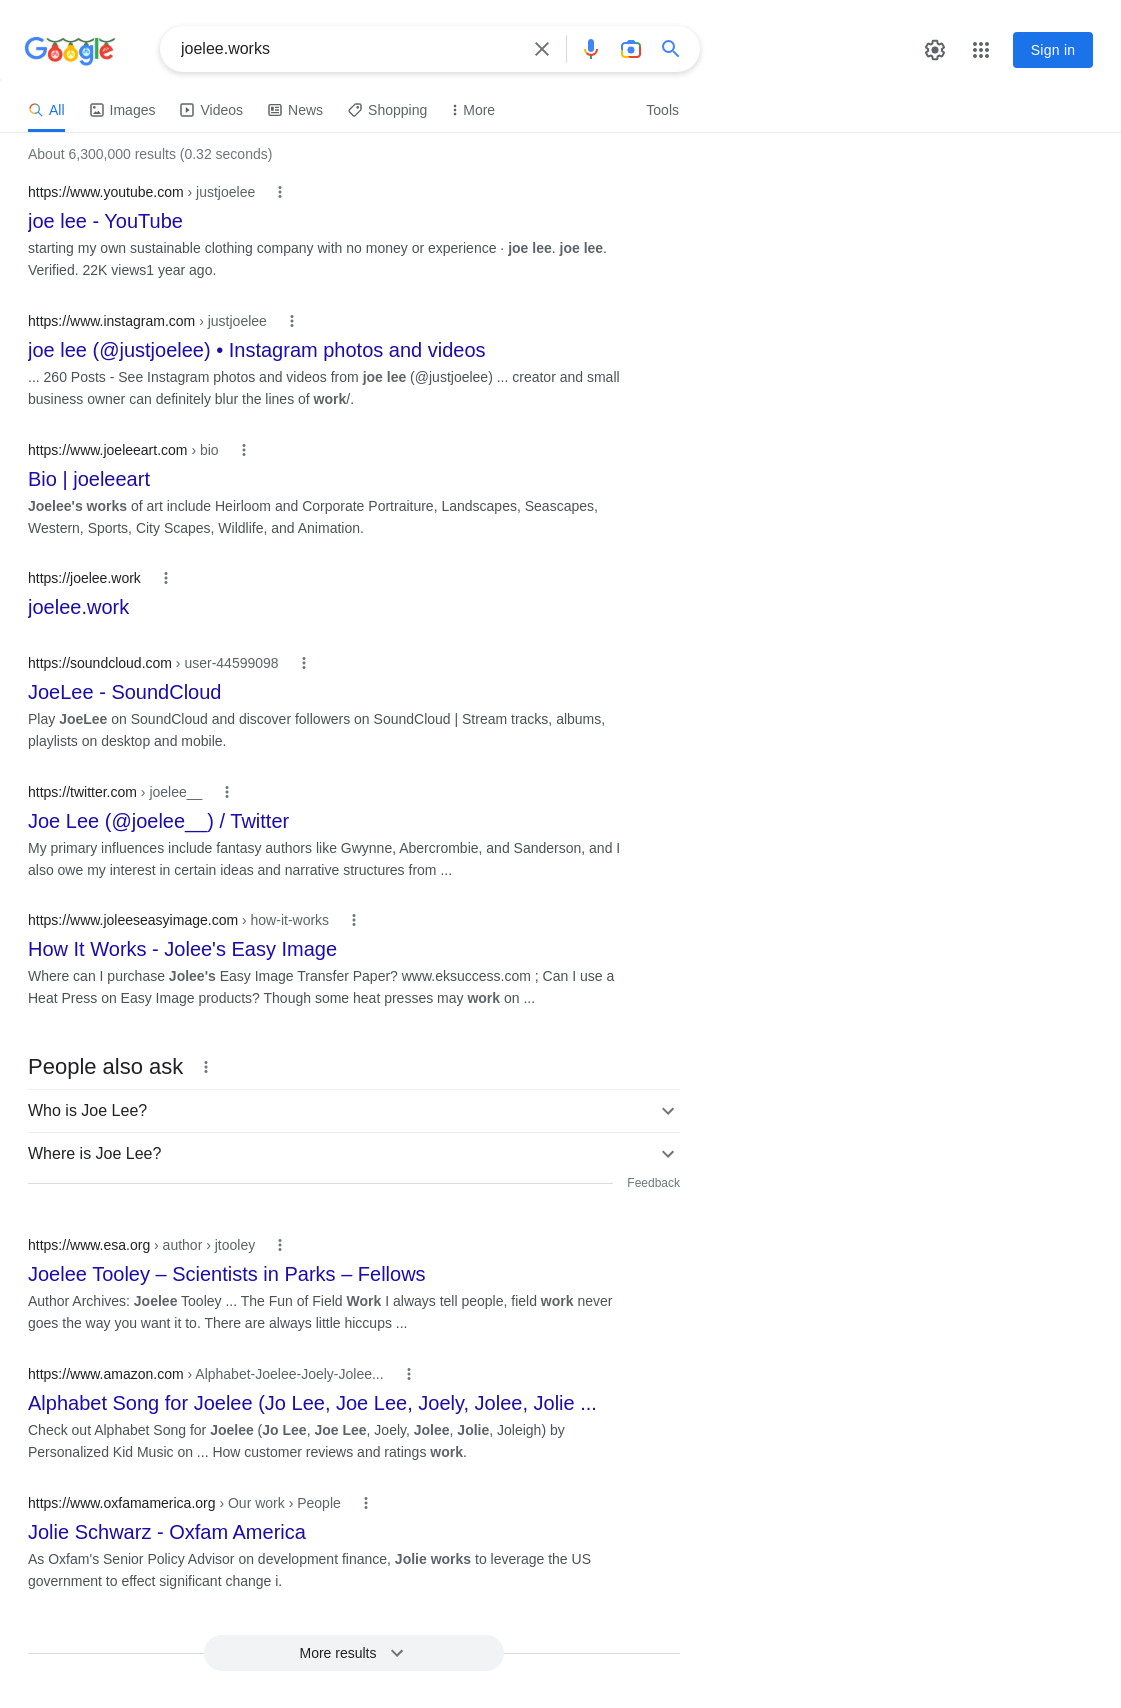 Google
joelee.works
Sign in
All Images Videos News Shopping More Tools
About 6,300,000 results (0.32 seconds)
https://www.youtube.com › justjoelee
joe lee - YouTube
starting my own sustainable clothing company with no money or experience · joe lee. joe lee.
Verified. 22K views1 year ago.
https://www.instagram.com › justjoelee
joe lee (@justjoelee) • Instagram photos and videos
... 260 Posts - See Instagram photos and videos from joe lee (@justjoelee) ... creator and small
business owner can definitely blur the lines of work/.
https://www.joeleeart.com › bio
Bio | joeleeart
Joelee's works of art include Heirloom and Corporate Portraiture, Landscapes, Seascapes,
Western, Sports, City Scapes, Wildlife, and Animation.
https://joelee.work
joelee.work
https://soundcloud.com › user-44599098
JoeLee - SoundCloud
Play JoeLee on SoundCloud and discover followers on SoundCloud | Stream tracks, albums,
playlists on desktop and mobile.
https://twitter.com › joelee__
Joe Lee (@joelee__) / Twitter
My primary influences include fantasy authors like Gwynne, Abercrombie, and Sanderson, and I
also owe my interest in certain ideas and narrative structures from ...
https://www.joleeseasyimage.com › how-it-works
How It Works - Jolee's Easy Image
Where can I purchase Jolee's Easy Image Transfer Paper? www.eksuccess.com ; Can I use a
Heat Press on Easy Image products? Though some heat presses may work on ...
People also ask
Who is Joe Lee?
Where is Joe Lee?
Feedback
https://www.esa.org › author › jtooley
Joelee Tooley – Scientists in Parks – Fellows
Author Archives: Joelee Tooley ... The Fun of Field Work I always tell people, field work never
goes the way you want it to. There are always little hiccups ...
https://www.amazon.com › Alphabet-Joelee-Joely-Jolee...
Alphabet Song for Joelee (Jo Lee, Joe Lee, Joely, Jolee, Jolie ...
Check out Alphabet Song for Joelee (Jo Lee, Joe Lee, Joely, Jolee, Jolie, Joleigh) by
Personalized Kid Music on ... How customer reviews and ratings work.
https://www.oxfamamerica.org › Our work › People
Jolie Schwarz - Oxfam America
As Oxfam's Senior Policy Advisor on development finance, Jolie works to leverage the US
government to effect significant change i.
More results